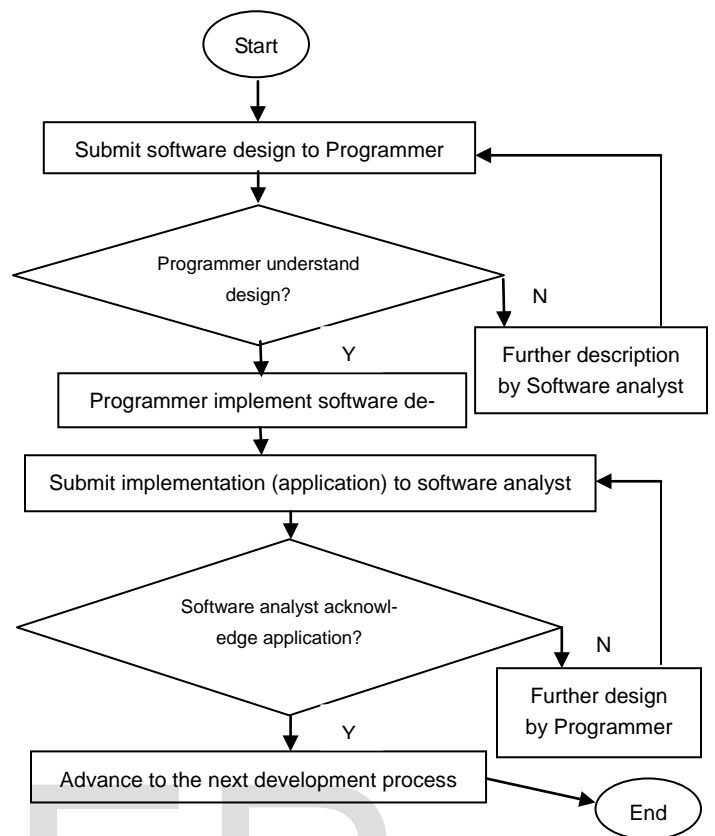 Start
Submit software design to Programmer
Programmer understand
design?
N
Further description
by Software analyst
Y
Programmer implement software de-
Submit implementation (application) to software analyst
Software analyst acknowl-
edge application?
N
Further design
by Programmer
Y
Advance to the next development process
End